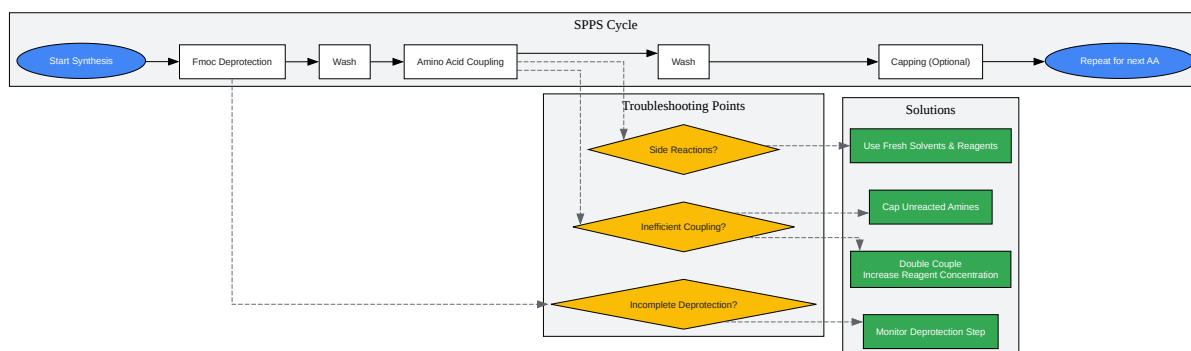 SPPS Cycle
Start Synthesis
Fmoc Deprotection
Wash
Amino Acid Coupling
Wash
Capping (Optional)
Repeat for next AA
Troubleshooting Points
Side Reactions?
Inefficient Coupling?
Incomplete Deprotection?
Solutions
Use Fresh Solvents & Reagents
Cap Unreacted Amines
Double Couple
Increase Reagent Concentration
Monitor Deprotection Step